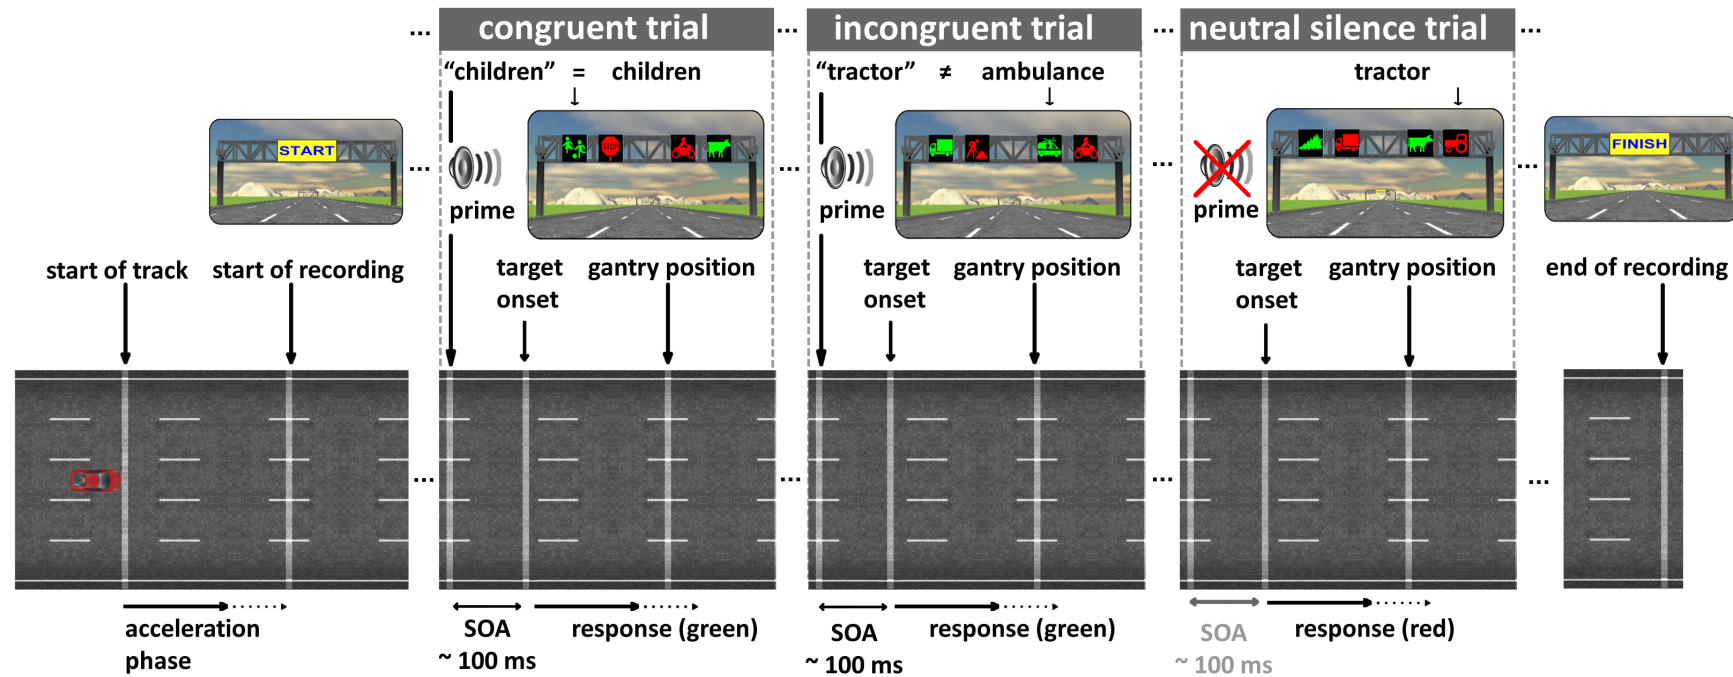 ... congruent trial ... incongruent trial ... neutral silence trial ...
“children” = children
“tractor” ≠ ambulance
tractor
START
STOP
FINISH
... ... ... ...
prime
prime
prime
start of track
start of recording
target
onset
gantry position
target
onset
gantry position
target
onset
gantry position
end of recording
... ... ... ...
acceleration
phase
SOA
~ 100 ms
response (green)
SOA
~ 100 ms
response (green)
SOA
~ 100 ms
response (red)